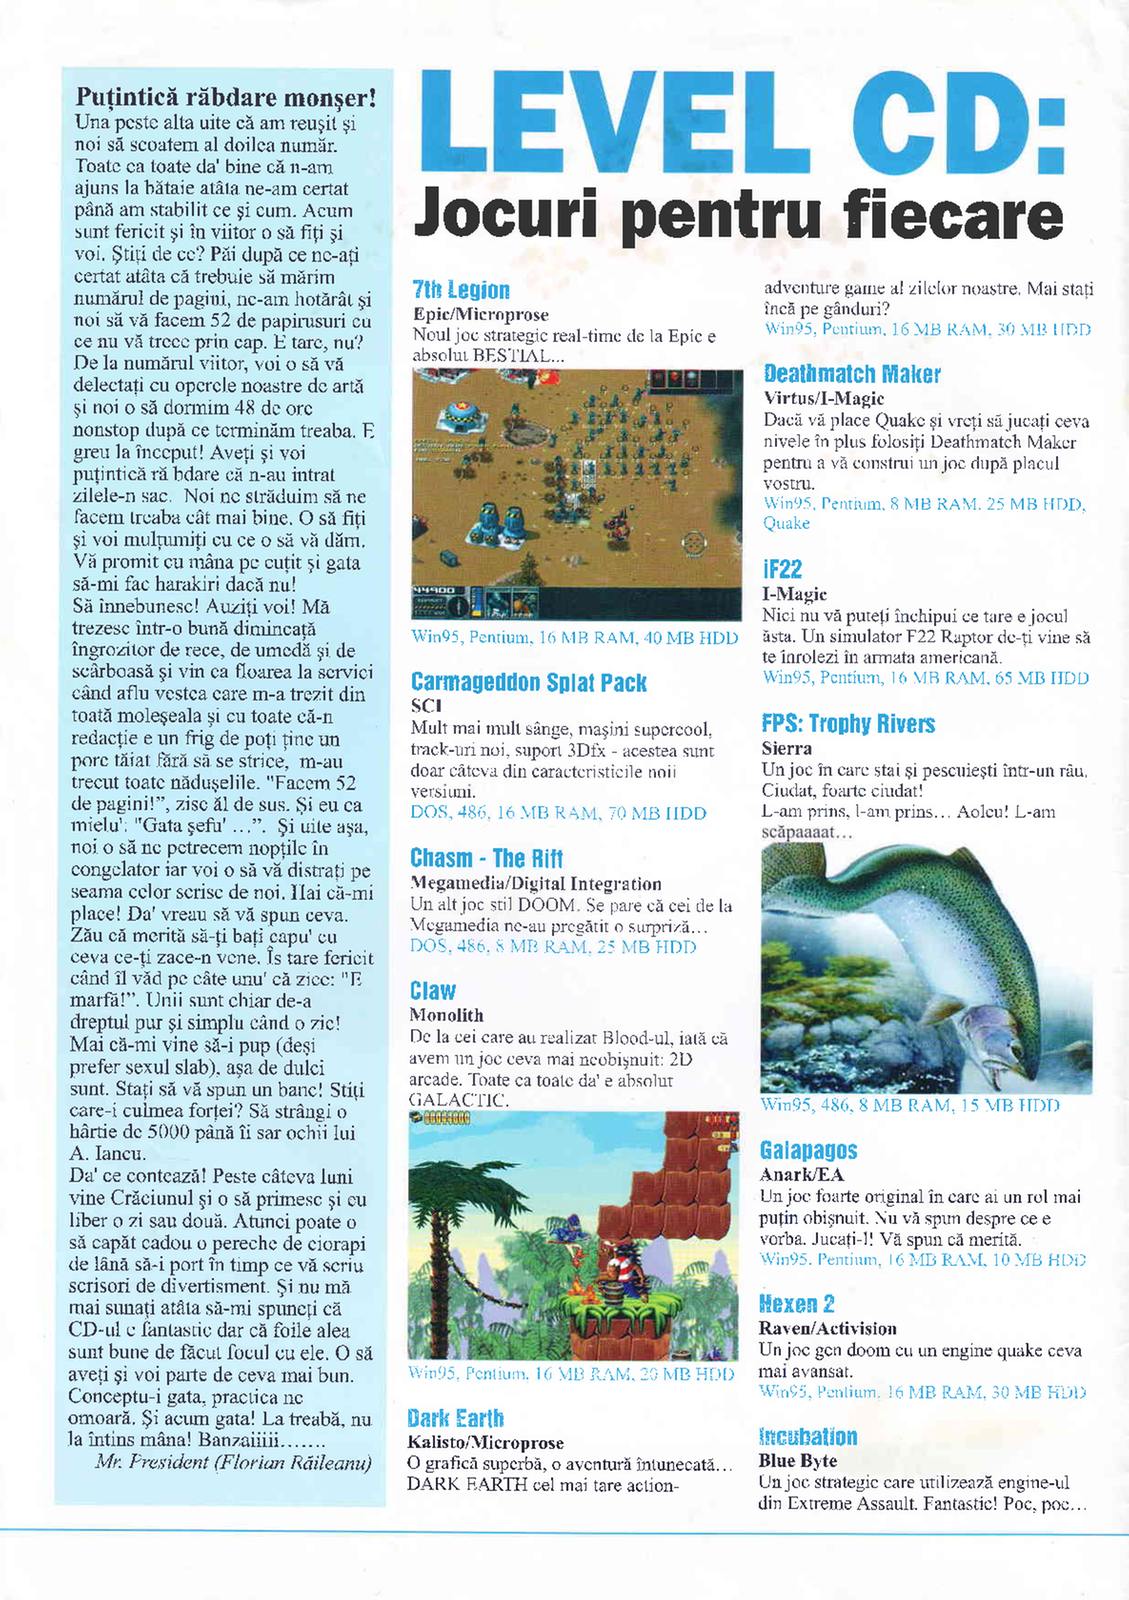 Puțintică răbdare monșer!
Una peste alta uite că am reușit și
noi să scoatem al doilea număr.
Toate ca toate da' bine că n-am
ajuns la bătaie atâta ne-am certat
până am stabilit ce și cum. Acum
sunt fericit și în viitor o să fiți și
voi. Știți de ce? Păi după ce ne-ați
certat atâta că trebuie să mărim
numărul de pagini, ne-am hotărât și
noi să vă facem 52 de papirusuri cu
ce nu vă trece prin cap. E tare, nu?
De la numărul viitor, voi o să vă
delectați cu operele noastre de artă
și noi o să dormim 48 de ore
nonstop după ce terminăm treaba. E
greu la început! Aveți și voi
puțintică ră bdare că n-au intrat
zilele-n sac. Noi ne străduim să ne
facem treaba cât mai bine. O să fiți
și voi mulțumiți cu ce o să vă dăm.
Vă promit cu mâna pe cuțit și gata
să-mi fac harakiri dacă nu!
Să înnebunesc! Auziți voi! Mă
trezesc într-o bună dimineață
îngrozitor de rece, de umedă și de
scârboasă și vin ca floarea la servici
când aflu vestea care m-a trezit din
toată moleșeala și cu toate că-n
redacție e un frig de poți ține un
porc tăiat fără să se strice, m-au
trecut toate nădușelile. "Facem 52
de pagini!", zise ăl de sus. Și eu ca
mielu': "Gata șefu' ...". Și uite așa,
noi o să ne petrecem nopțile în
congelator iar voi o să vă distrați pe
seama celor scrise de noi. Hai că-mi
place! Da' vreau să vă spun ceva.
Zău că merită să-ți bați capu' cu
ceva ce-ți zace-n vene. Îs tare fericit
când îl văd pe câte unu' că zice: "E
marfă!". Unii sunt chiar de-a
dreptul pur și simplu când o zic!
Mai că-mi vine să-i pup (deși
prefer sexul slab), așa de dulci
sunt. Stați să vă spun un banc! Știți
care-i culmea forței? Să strângi o
hârtie de 5000 până îi sar ochii lui
A. Iancu.
Da' ce contează! Peste câteva luni
vine Crăciunul și o să primesc și eu
liber o zi sau două. Atunci poate o
să capăt cadou o pereche de ciorapi
de lână să-i port în timp ce vă scriu
scrisori de divertisment. Și nu mă
mai sunați atâta să-mi spuneți că
CD-ul e fantastic dar că foile alea
sunt bune de făcut focul cu ele. O să
aveți și voi parte de ceva mai bun.
Conceptu-i gata, practica ne
omoară. Și acum gata! La treabă, nu
la întins mâna! Banzaiiiii.......
Mr. President (Florian Răileanu)
LEVEL CD:
Jocuri pentru fiecare
7th Legion
Epic/Microprose
Noul joc strategic real-time de la Epic e
absolut BESTIAL...
44900
Win95, Pentium, 16 MB RAM, 40 MB HDD
Carmageddon Splat Pack
SCI
Mult mai mult sânge, mașini supercool,
track-uri noi, suport 3Dfx - acestea sunt
doar câteva din caracteristicile noii
versiuni.
DOS, 486, 16 MB RAM, 70 MB HDD
Chasm - The Rift
Megamedia/Digital Integration
Un alt joc stil DOOM. Se pare că cei de la
Megamedia ne-au pregătit o surpriză...
DOS, 486, 8 MB RAM, 25 MB HDD
Claw
Monolith
De la cei care au realizat Blood-ul, iată că
avem un joc ceva mai neobișnuit: 2D
arcade. Toate ca toate da' e absolut
GALACTIC.
Win95, Pentium, 16 MB RAM, 20 MB HDD
Dark Earth
Kalisto/Microprose
O grafică superbă, o aventură întunecată...
DARK EARTH cel mai tare action-
adventure game al zilelor noastre. Mai stați
încă pe gânduri?
Win95, Pentium, 16 MB RAM, 30 MB HDD
Deathmatch Maker
Virtus/I-Magic
Dacă vă place Quake și vreți să jucați ceva
nivele în plus folosiți Deathmatch Maker
pentru a vă construi un joc după placul
vostru.
Win95, Pentium, 8 MB RAM, 25 MB HDD,
Quake
iF22
I-Magic
Nici nu vă puteți închipui ce tare e jocul
ăsta. Un simulator F22 Raptor de-ți vine să
te înrolezi în armata americană.
Win95, Pentium, 16 MB RAM, 65 MB HDD
FPS: Trophy Rivers
Sierra
Un joc în care stai și pescuiești într-un râu.
Ciudat, foarte ciudat!
L-am prins, l-am prins... Aoleu! L-am
scăpaaaat...
Win95, 486, 8 MB RAM, 15 MB HDD
Galapagos
Anark/EA
Un joc foarte original în care ai un rol mai
puțin obișnuit. Nu vă spun despre ce e
vorba. Jucați-l! Vă spun că merită.
Win95, Pentium, 16 MB RAM, 10 MB HDD
Hexen 2
Raven/Activision
Un joc gen doom cu un engine quake ceva
mai avansat.
Win95, Pentium, 16 MB RAM, 30 MB HDD
Incubation
Blue Byte
Un joc strategic care utilizează engine-ul
din Extreme Assault. Fantastic! Poc, poc...